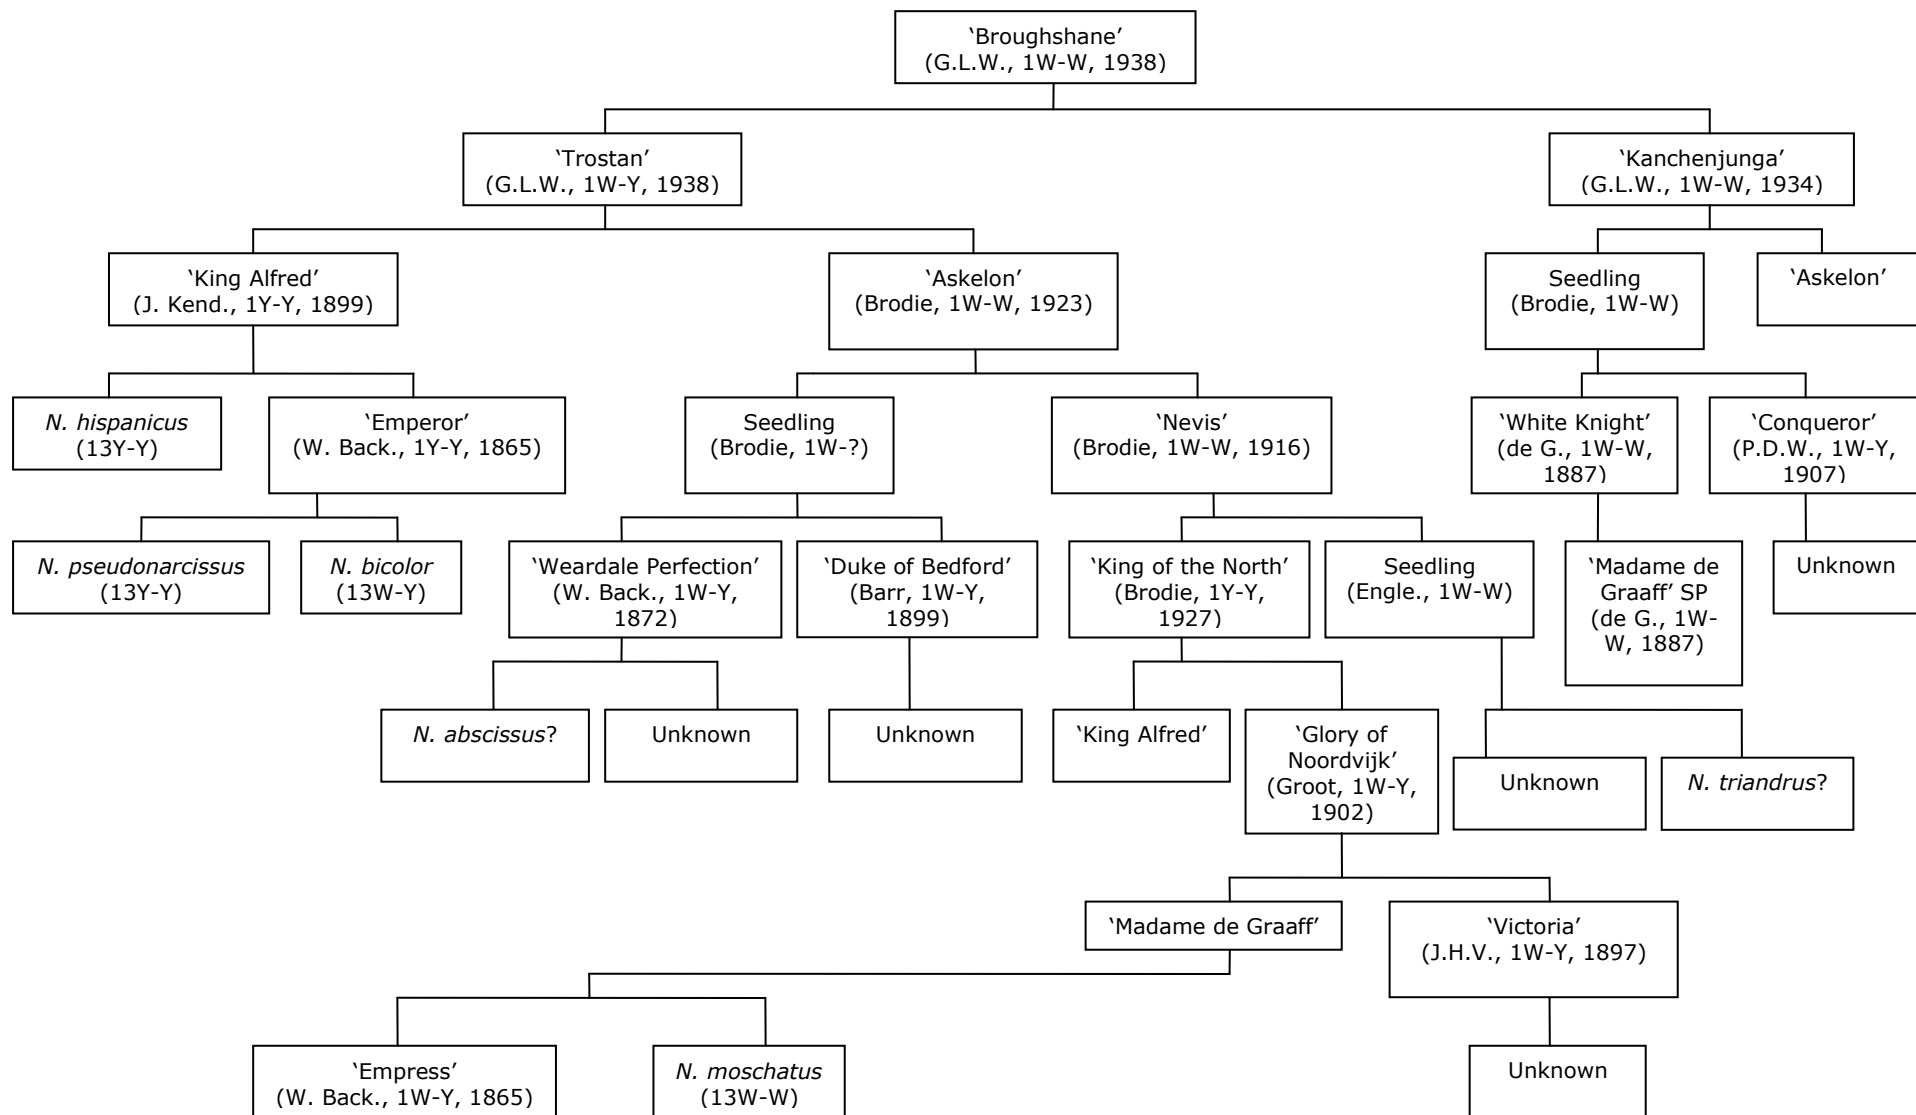 ‘Broughshane’
(G.L.W., 1W-W, 1938)
‘Trostan’
(G.L.W., 1W-Y, 1938)
‘Kanchenjunga’
(G.L.W., 1W-W, 1934)
‘King Alfred’
(J. Kend., 1Y-Y, 1899)
‘Askelon’
(Brodie, 1W-W, 1923)
Seedling
(Brodie, 1W-W)
‘Askelon’
N. hispanicus
(13Y-Y)
‘Emperor’
(W. Back., 1Y-Y, 1865)
Seedling
(Brodie, 1W-?)
‘Nevis’
(Brodie, 1W-W, 1916)
‘White Knight’
(de G., 1W-W,
1887)
‘Conqueror’
(P.D.W., 1W-Y,
1907)
N. pseudonarcissus
(13Y-Y)
N. bicolor
(13W-Y)
‘Weardale Perfection’
(W. Back., 1W-Y,
1872)
‘Duke of Bedford’
(Barr, 1W-Y,
1899)
‘King of the North’
(Brodie, 1Y-Y,
1927)
Seedling
(Engle., 1W-W)
‘Madame de
Graaff’ SP
(de G., 1W-
W, 1887)
Unknown
N. abscissus?
Unknown
Unknown
‘King Alfred’
‘Glory of
Noordvijk’
(Groot, 1W-Y,
1902)
Unknown
N. triandrus?
‘Madame de Graaff’
‘Victoria’
(J.H.V., 1W-Y, 1897)
‘Empress’
(W. Back., 1W-Y, 1865)
N. moschatus
(13W-W)
Unknown